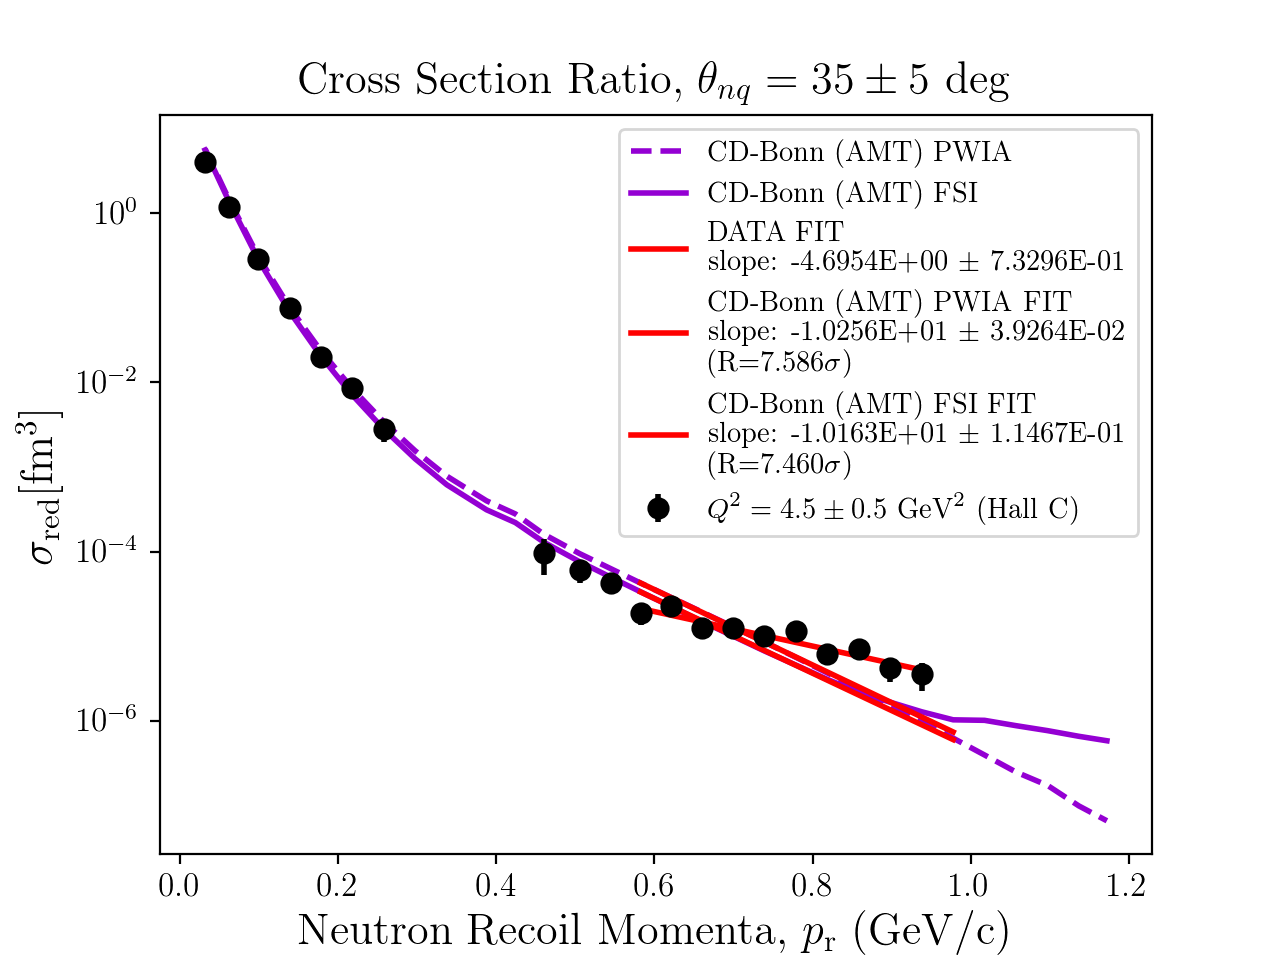 Cross Section Ratio, θnq = 35 ± 5 deg
CD-Bonn (AMT) PWIA
CD-Bonn (AMT) FSI
DATA FIT
slope: -4.6954E+00 ± 7.3296E-01
CD-Bonn (AMT) PWIA FIT
slope: -1.0256E+01 ± 3.9264E-02
(R=7.586σ)
CD-Bonn (AMT) FSI FIT
slope: -1.0163E+01 ± 1.1467E-01
(R=7.460σ)
Q² = 4.5 ± 0.5 GeV² (Hall C)
σred[fm³]
10⁰
10⁻²
10⁻⁴
10⁻⁶
0.0 0.2 0.4 0.6 0.8 1.0 1.2
Neutron Recoil Momenta, pr (GeV/c)